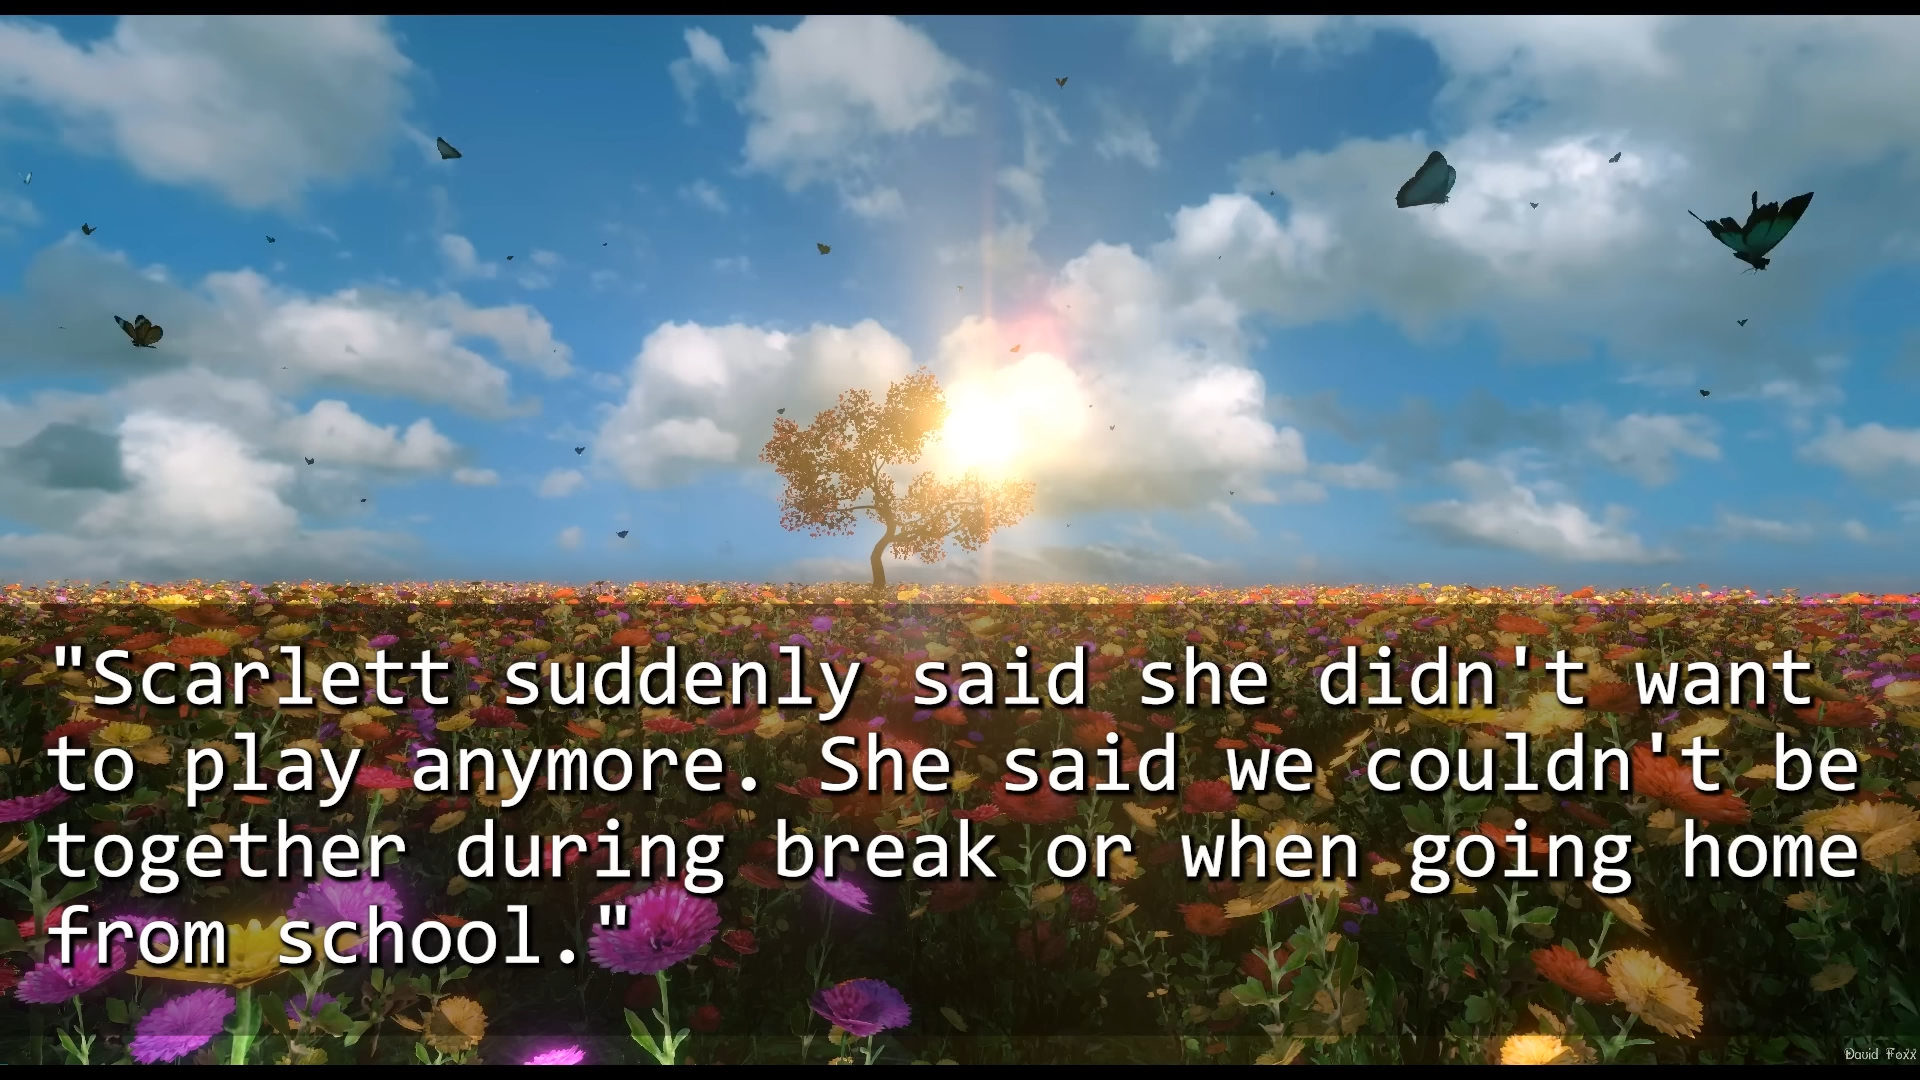 "Scarlett suddenly said she didn't want
to play anymore. She said we couldn't be
together during break or when going home
from school."
David Foxx